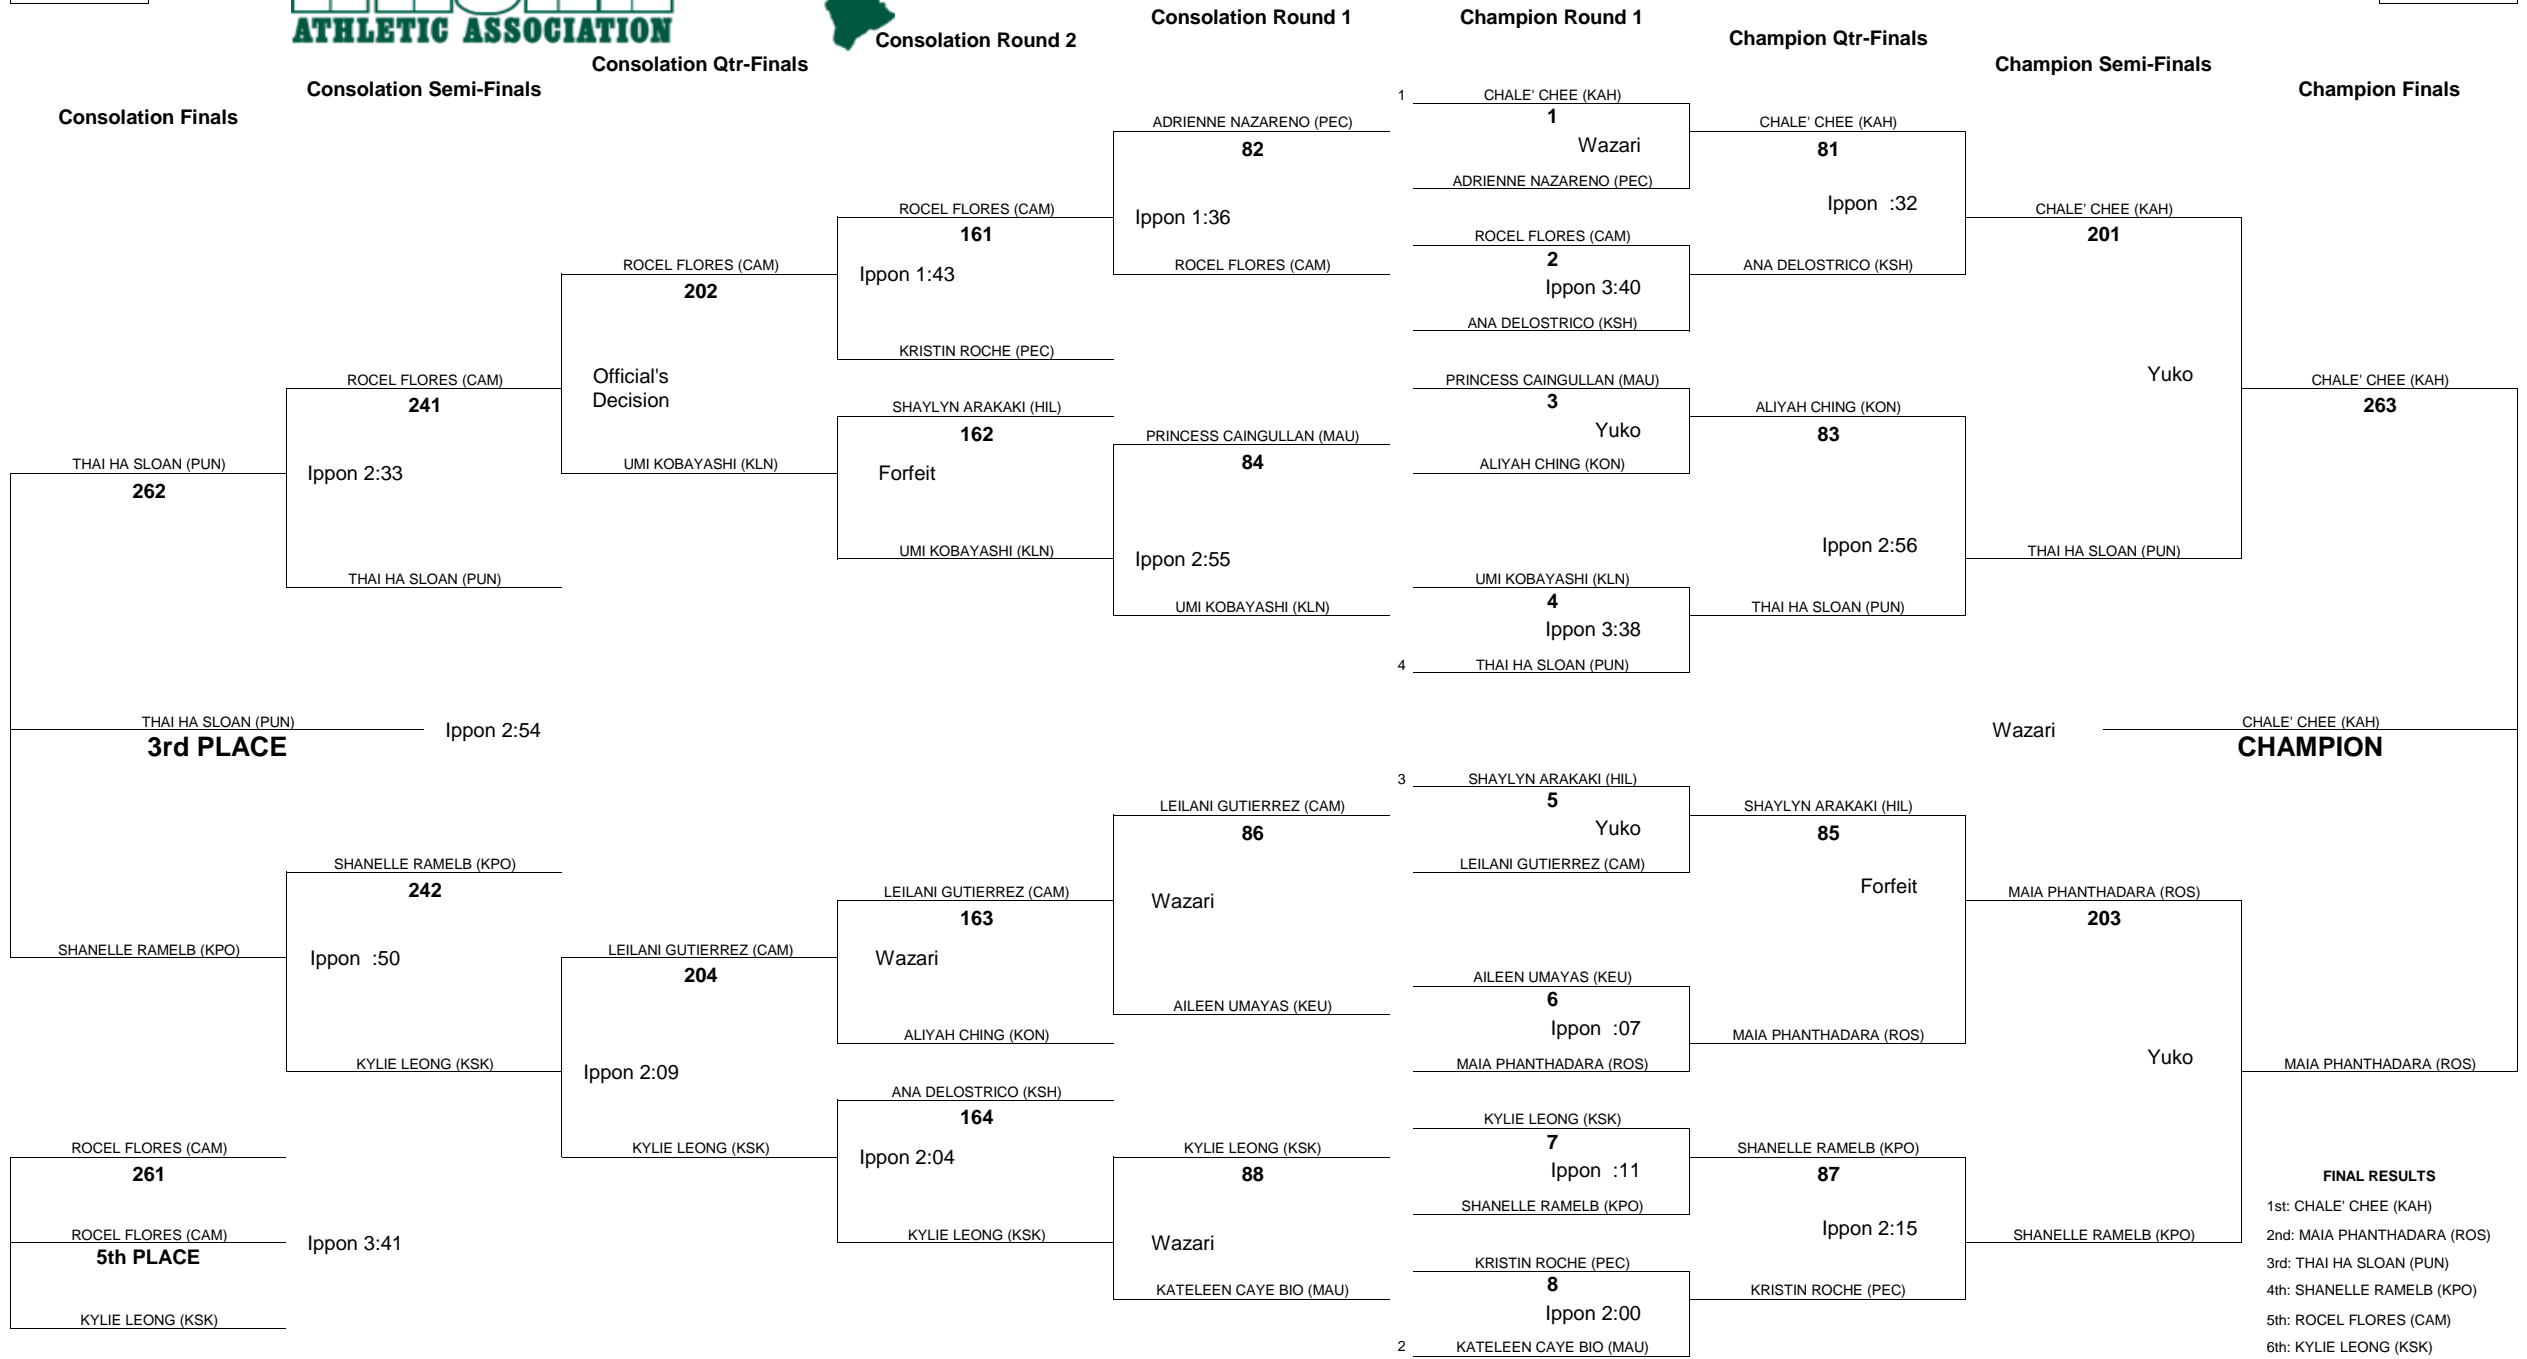 ATHLETIC ASSOCIATION
Consolation Finals
Consolation Semi-Finals
Consolation Qtr-Finals
Consolation Round 2
Consolation Round 1
Champion Round 1
Champion Qtr-Finals
Champion Semi-Finals
Champion Finals
THAI HA SLOAN (PUN)
262
THAI HA SLOAN (PUN)
3rd PLACE
Ippon 2:54
SHANELLE RAMELB (KPO)
ROCEL FLORES (CAM)
261
ROCEL FLORES (CAM)
5th PLACE
Ippon 3:41
KYLIE LEONG (KSK)
ROCEL FLORES (CAM)
241
Ippon 2:33
THAI HA SLOAN (PUN)
SHANELLE RAMELB (KPO)
242
Ippon :50
KYLIE LEONG (KSK)
ROCEL FLORES (CAM)
202
Official's
Decision
UMI KOBAYASHI (KLN)
LEILANI GUTIERREZ (CAM)
204
Ippon 2:09
KYLIE LEONG (KSK)
ROCEL FLORES (CAM)
161
Ippon 1:43
KRISTIN ROCHE (PEC)
SHAYLYN ARAKAKI (HIL)
162
Forfeit
UMI KOBAYASHI (KLN)
LEILANI GUTIERREZ (CAM)
163
Wazari
ALIYAH CHING (KON)
ANA DELOSTRICO (KSH)
164
Ippon 2:04
KYLIE LEONG (KSK)
ADRIENNE NAZARENO (PEC)
82
Ippon 1:36
ROCEL FLORES (CAM)
PRINCESS CAINGULLAN (MAU)
84
Ippon 2:55
UMI KOBAYASHI (KLN)
LEILANI GUTIERREZ (CAM)
86
Wazari
AILEEN UMAYAS (KEU)
KYLIE LEONG (KSK)
88
Wazari
KATELEEN CAYE BIO (MAU)
1 CHALE' CHEE (KAH)
1
Wazari
ADRIENNE NAZARENO (PEC)
ROCEL FLORES (CAM)
2
Ippon 3:40
ANA DELOSTRICO (KSH)
PRINCESS CAINGULLAN (MAU)
3
Yuko
ALIYAH CHING (KON)
UMI KOBAYASHI (KLN)
4
Ippon 3:38
4 THAI HA SLOAN (PUN)
3 SHAYLYN ARAKAKI (HIL)
5
Yuko
LEILANI GUTIERREZ (CAM)
AILEEN UMAYAS (KEU)
6
Ippon :07
MAIA PHANTHADARA (ROS)
KYLIE LEONG (KSK)
7
Ippon :11
SHANELLE RAMELB (KPO)
KRISTIN ROCHE (PEC)
8
Ippon 2:00
2 KATELEEN CAYE BIO (MAU)
CHALE' CHEE (KAH)
81
Ippon :32
ANA DELOSTRICO (KSH)
ALIYAH CHING (KON)
83
Ippon 2:56
THAI HA SLOAN (PUN)
SHAYLYN ARAKAKI (HIL)
85
Forfeit
MAIA PHANTHADARA (ROS)
SHANELLE RAMELB (KPO)
87
Ippon 2:15
KRISTIN ROCHE (PEC)
CHALE' CHEE (KAH)
201
Yuko
THAI HA SLOAN (PUN)
MAIA PHANTHADARA (ROS)
203
Yuko
SHANELLE RAMELB (KPO)
CHALE' CHEE (KAH)
263
Wazari
CHALE' CHEE (KAH)
CHAMPION
MAIA PHANTHADARA (ROS)
FINAL RESULTS
1st: CHALE' CHEE (KAH)
2nd: MAIA PHANTHADARA (ROS)
3rd: THAI HA SLOAN (PUN)
4th: SHANELLE RAMELB (KPO)
5th: ROCEL FLORES (CAM)
6th: KYLIE LEONG (KSK)